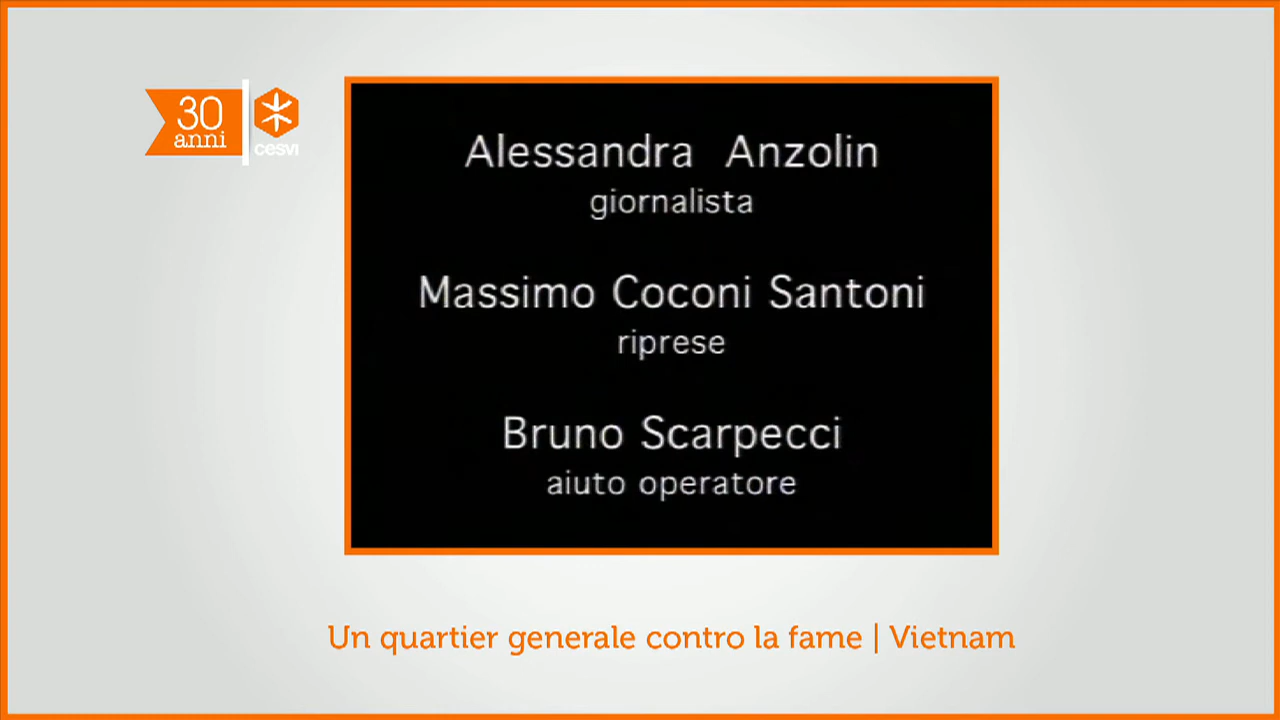 30
anni
cesvi
Alessandra Anzolin
giornalista
Massimo Coconi Santoni
riprese
Bruno Scarpecci
aiuto operatore
Un quartier generale contro la fame | Vietnam